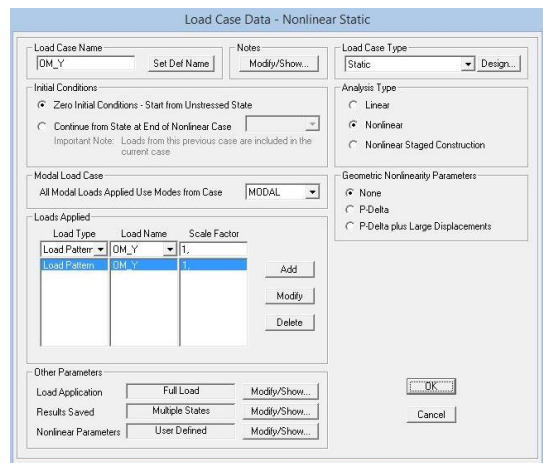 Load Case Data - Nonlinear Static
Load Case Name
OM_Y
Set Def Name
Notes
Modify/Show...
Load Case Type
Static
Design...
Initial Conditions
Zero Initial Conditions - Start from Unstressed State
Continue from State at End of Nonlinear Case
Important Note: Loads from this previous case are included in the
current case
Analysis Type
Linear
Nonlinear
Nonlinear Staged Construction
Modal Load Case
All Modal Loads Applied Use Modes from Case
MODAL
Geometric Nonlinearity Parameters
None
P-Delta
P-Delta plus Large Displacements
Loads Applied
Load Type Load Name Scale Factor
Load Pattern OM_Y 1,
Load Pattern OM_Y 1,
Add
Modify
Delete
Other Parameters
Load Application Full Load Modify/Show...
Results Saved Multiple States Modify/Show...
Nonlinear Parameters User Defined Modify/Show...
OK
Cancel